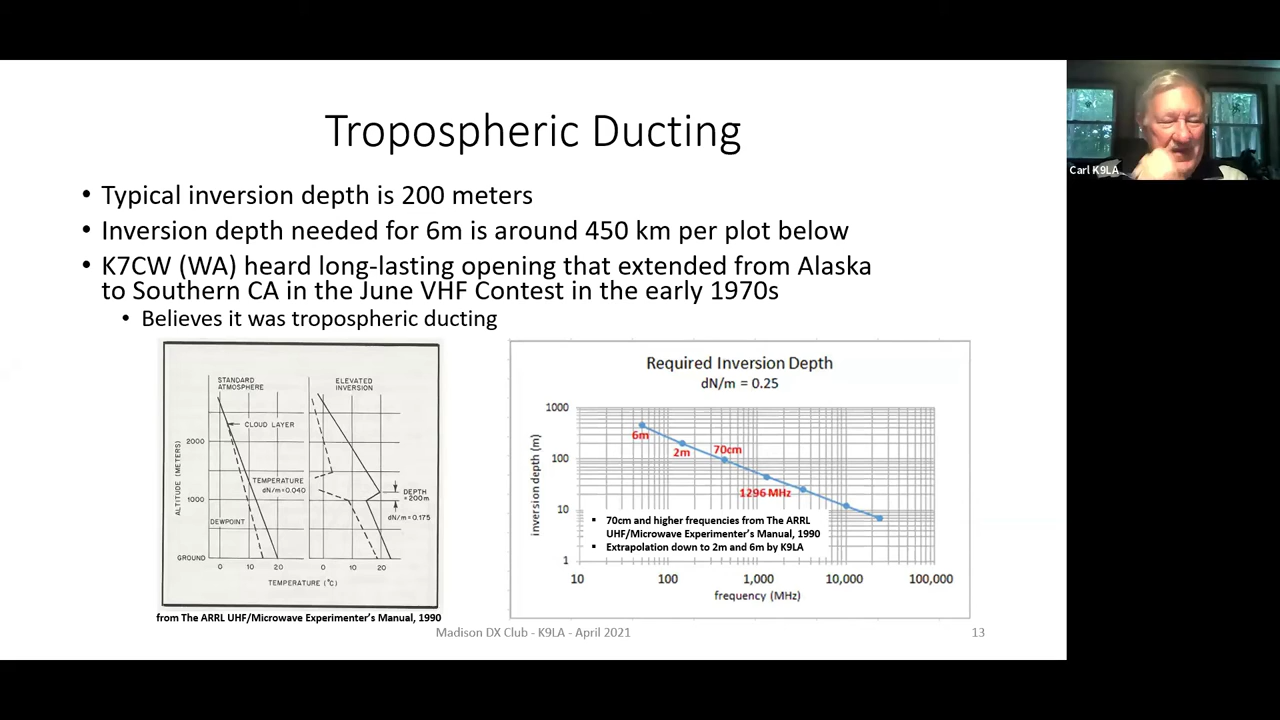 Tropospheric Ducting
Carl K9LA
• Typical inversion depth is 200 meters
• Inversion depth needed for 6m is around 450 km per plot below
• K7CW (WA) heard long-lasting opening that extended from Alaska
to Southern CA in the June VHF Contest in the early 1970s
• Believes it was tropospheric ducting
STANDARD
ATMOSPHERE
ELEVATED
INVERSION
CLOUD LAYER
2000
ALTITUDE (METERS)
TEMPERATURE
dN/m=0.040
DEPTH
=200m
1000
dN/m=0.175
DEWPOINT
GROUND
0 10 20 0 10 20
TEMPERATURE (°C)
from The ARRL UHF/Microwave Experimenter's Manual, 1990
Required Inversion Depth
dN/m = 0.25
1000
6m
2m
70cm
100
inversion depth (m)
1296 MHz
10
▪ 70cm and higher frequencies from The ARRL
UHF/Microwave Experimenter's Manual, 1990
▪ Extrapolation down to 2m and 6m by K9LA
1
10 100 1,000 10,000 100,000
frequency (MHz)
Madison DX Club - K9LA - April 2021
13